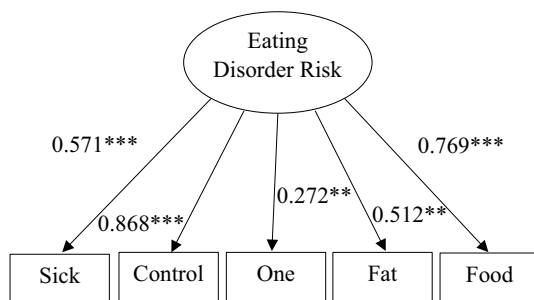 Eating
Disorder Risk
0.571***
0.769***
0.868***
0.272**
0.512**
Sick
Control
One
Fat
Food